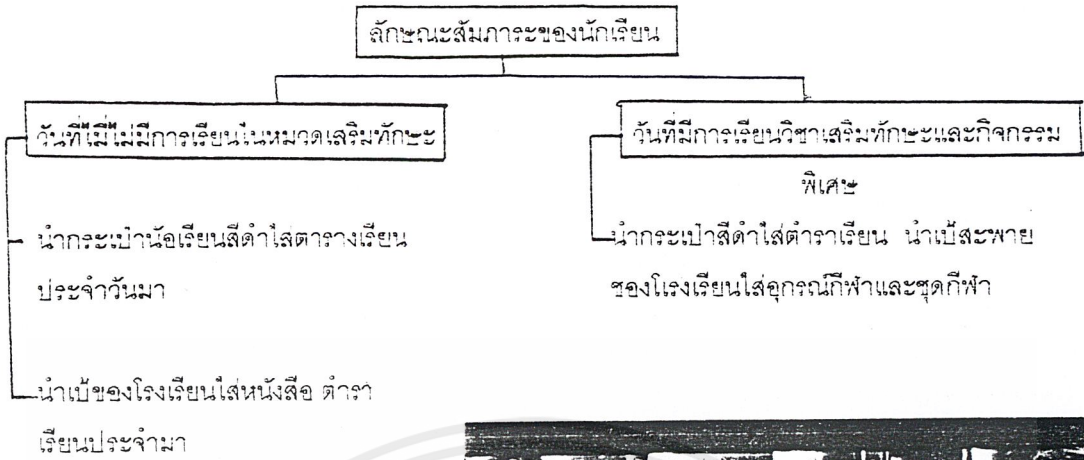 ลักษณะสัมภาระของนักเรียน
วันที่ไม่ไม่มีการเรียนในหมวดเสริมทักษะ
นำกระเป๋านัอเรียนสีดำใส่ตารางเรียน
ประจำวันมา
นำเป้ของโรงเรียนใส่หนังสือ ตำรา
เรียนประจำมา
วันที่มีการเรียนวิชาเสริมทักษะและกิจกรรม
พิเศษ
นำกระเป๋าสีดำใส่ตำราเรียน นำเป้สะพาย
ของโรงเรียนใส่อุกรณ์กีฬาและชุดกีฬา